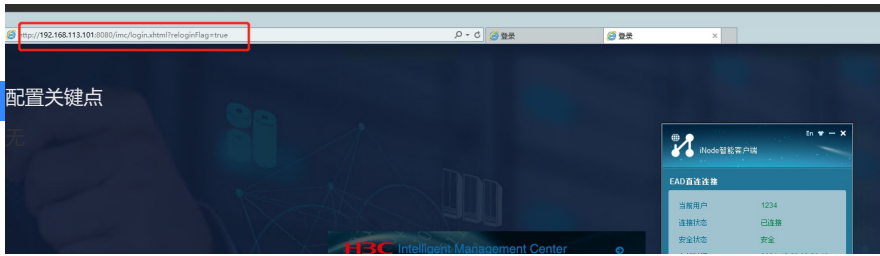 http://192.168.113.101:8080/imc/login.xhtml?reloginFlag=true
登录
登录
配置关键点
无
En
iNode智能客户端
EAD直连连接
当前用户 1234
连接状态 已连接
安全状态 安全
H3C Intelligent Management Center